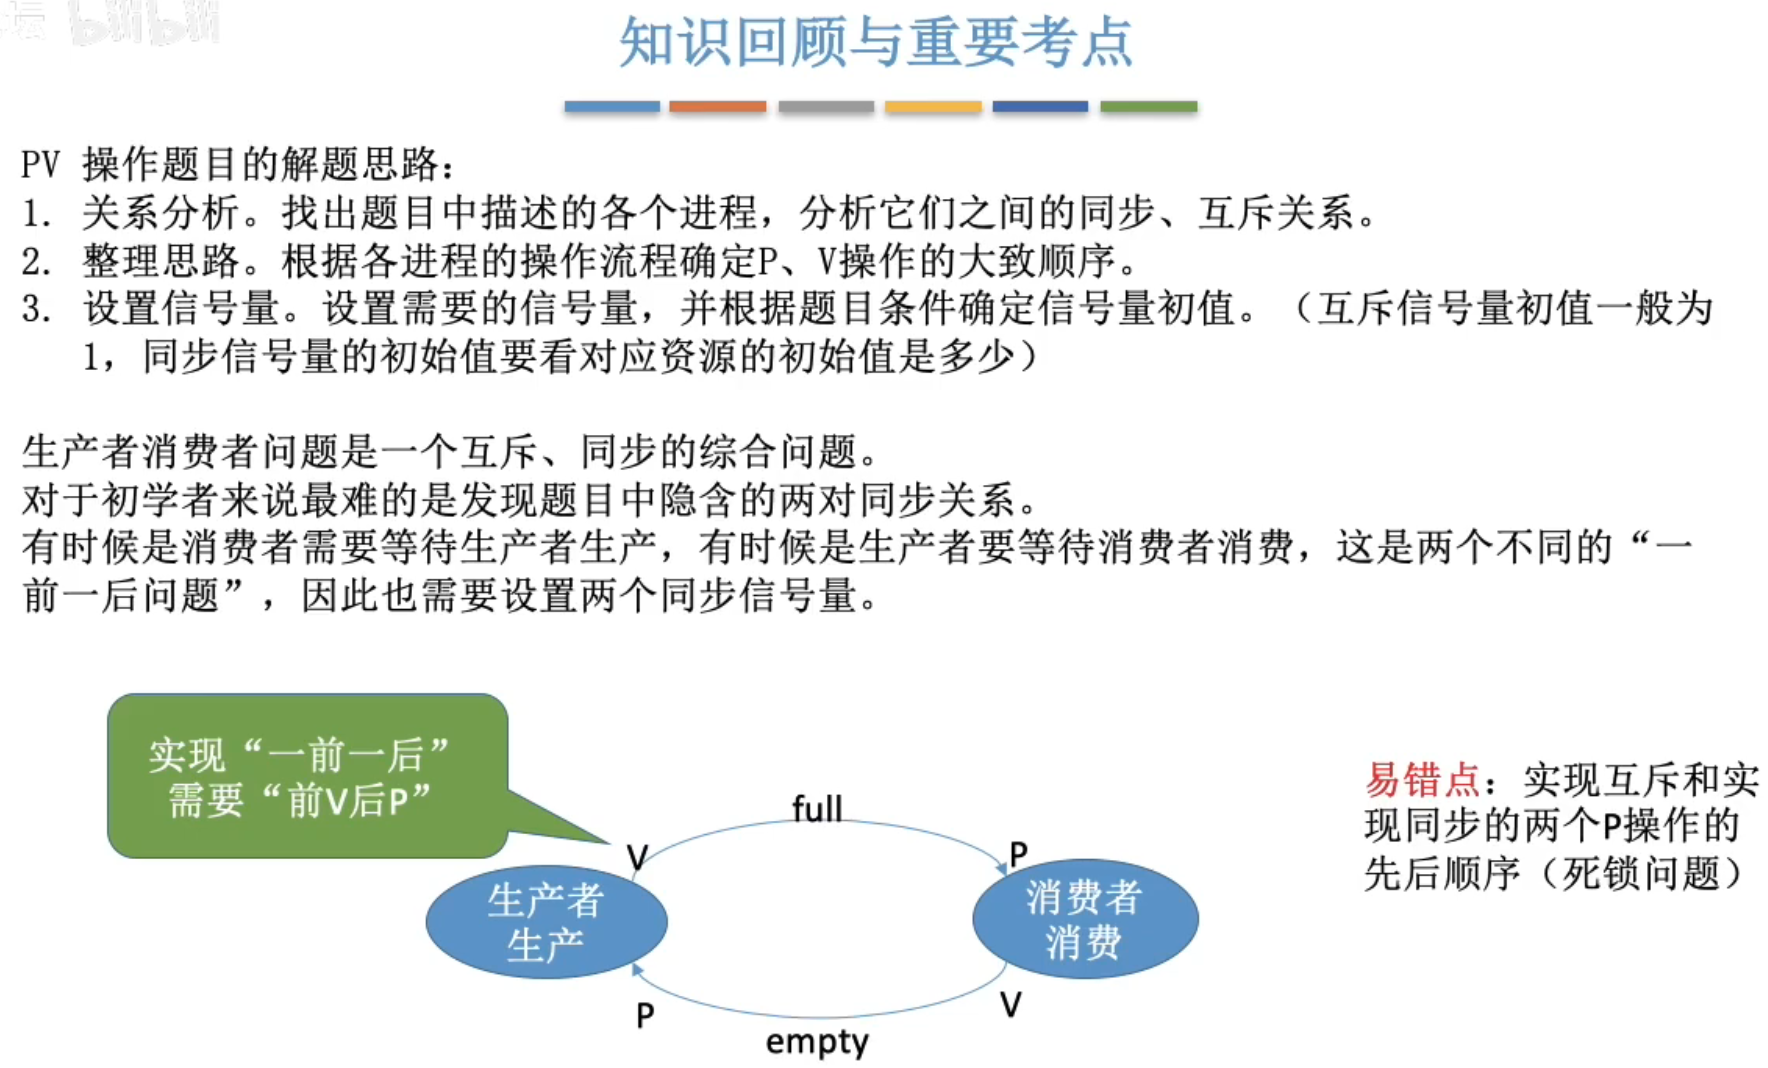 坛 bilibili
知识回顾与重要考点
PV 操作题目的解题思路：
1. 关系分析。找出题目中描述的各个进程，分析它们之间的同步、互斥关系。
2. 整理思路。根据各进程的操作流程确定P、V操作的大致顺序。
3. 设置信号量。设置需要的信号量，并根据题目条件确定信号量初值。（互斥信号量初值一般为
1，同步信号量的初始值要看对应资源的初始值是多少）
生产者消费者问题是一个互斥、同步的综合问题。
对于初学者来说最难的是发现题目中隐含的两对同步关系。
有时候是消费者需要等待生产者生产，有时候是生产者要等待消费者消费，这是两个不同的“一
前一后问题”，因此也需要设置两个同步信号量。
实现“一前一后”
需要“前V后P”
full
V
P
生产者
生产
消费者
消费
P
V
empty
易错点：实现互斥和实
现同步的两个P操作的
先后顺序（死锁问题）